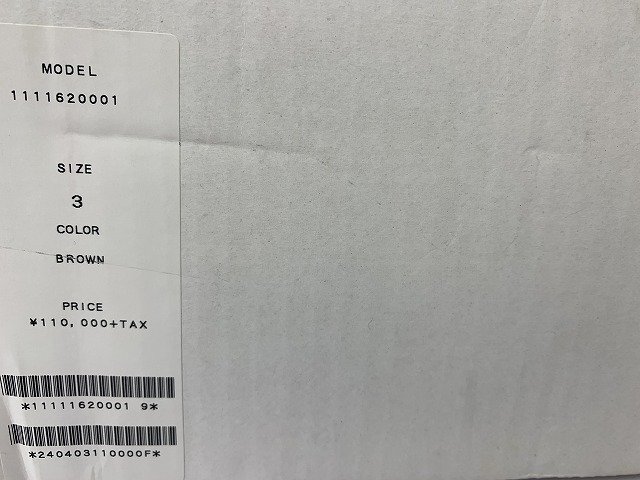 MODEL
1111620001
SIZE
3
COLOR
BROWN
PRICE
¥110,000+TAX
*11111620001 9*
*240403110000F*